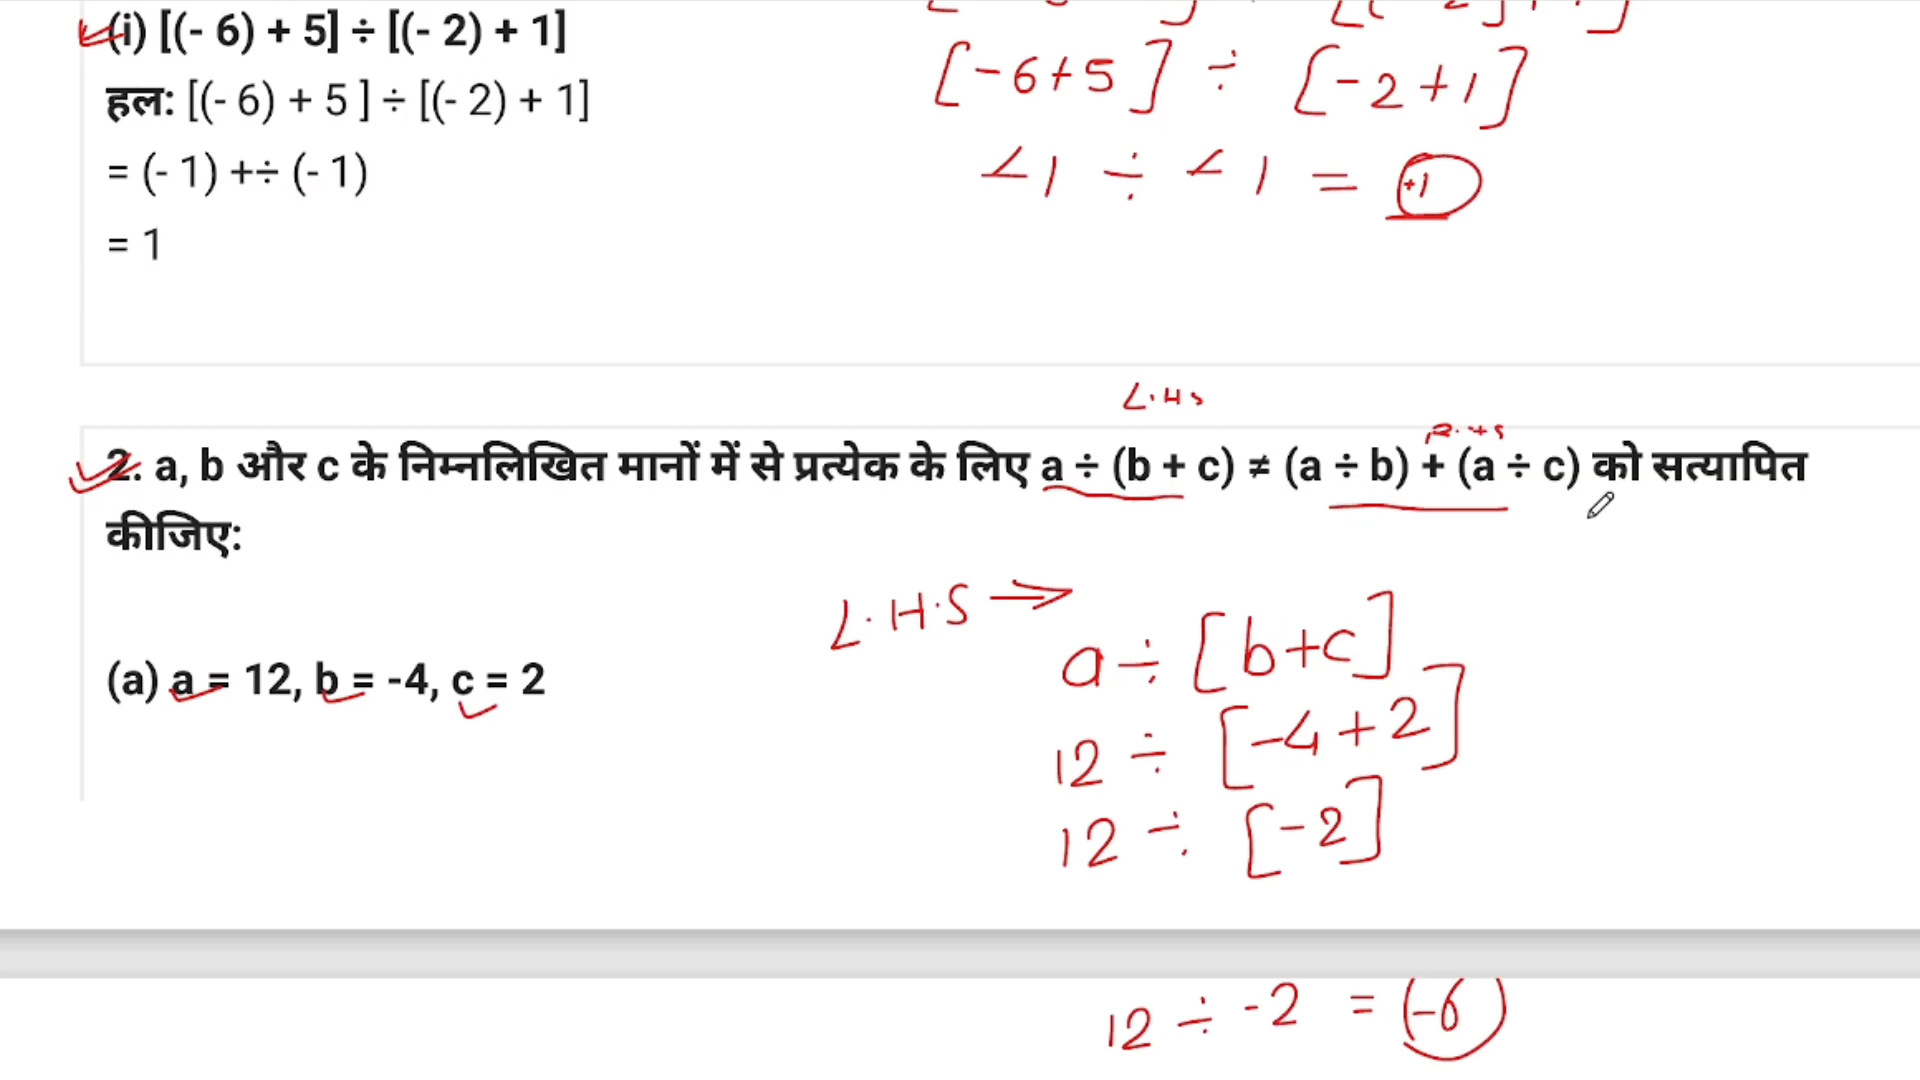 (i) [(- 6) + 5] ÷ [(- 2) + 1]
हल: [(- 6) + 5 ] ÷ [(- 2) + 1]
= (- 1) +÷ (- 1)
= 1
[-6+5] ÷ [-2+1]
-1 ÷ -1 = +1
L.H.S
R.H.S
2. a, b और c के निम्नलिखित मानों में से प्रत्येक के लिए a ÷ (b + c) ≠ (a ÷ b) + (a ÷ c) को सत्यापित
कीजिए:
(a) a = 12, b = -4, c = 2
L.H.S →
a ÷ [b+c]
12 ÷ [-4+2]
12 ÷ [-2]
12 ÷ -2 = -6